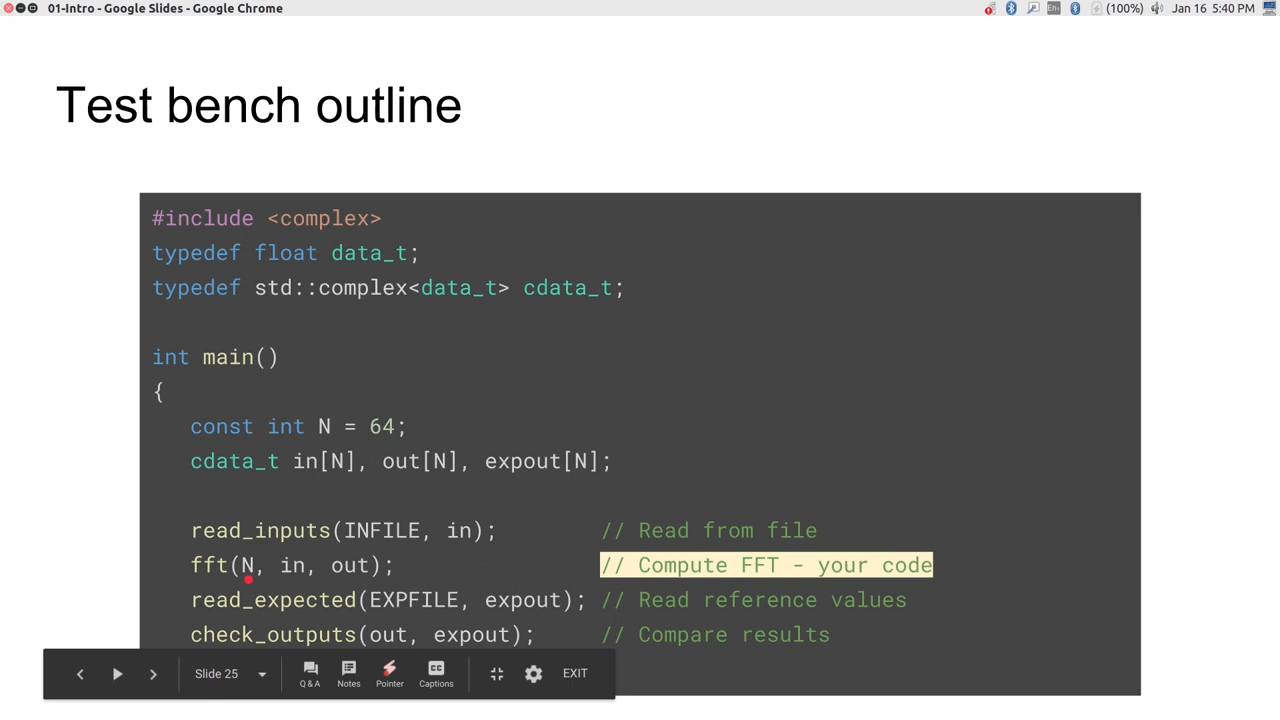 01-Intro - Google Slides - Google Chrome
En₁ (100%) Jan 16 5:40 PM
Test bench outline
#include <complex>
typedef float data_t;
typedef std::complex<data_t> cdata_t;
int main()
{
const int N = 64;
cdata_t in[N], out[N], expout[N];
read_inputs(INFILE, in); // Read from file
fft(N, in, out); // Compute FFT - your code
read_expected(EXPFILE, expout); // Read reference values
check_outputs(out, expout); // Compare results
Slide 25 Q & A Notes Pointer CC Captions EXIT